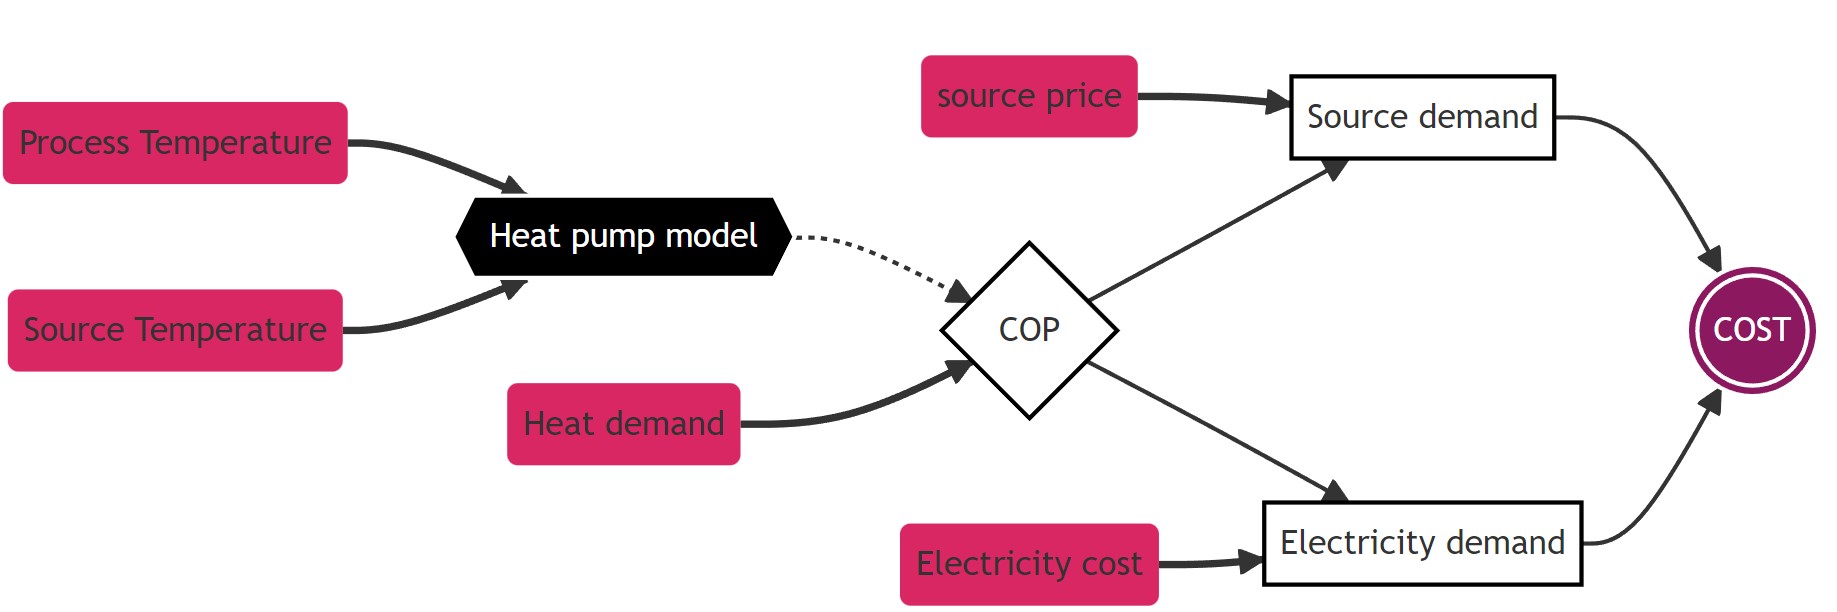 Process Temperature
Source Temperature
Heat pump model
Heat demand
COP
source price
Source demand
Electricity cost
Electricity demand
COST